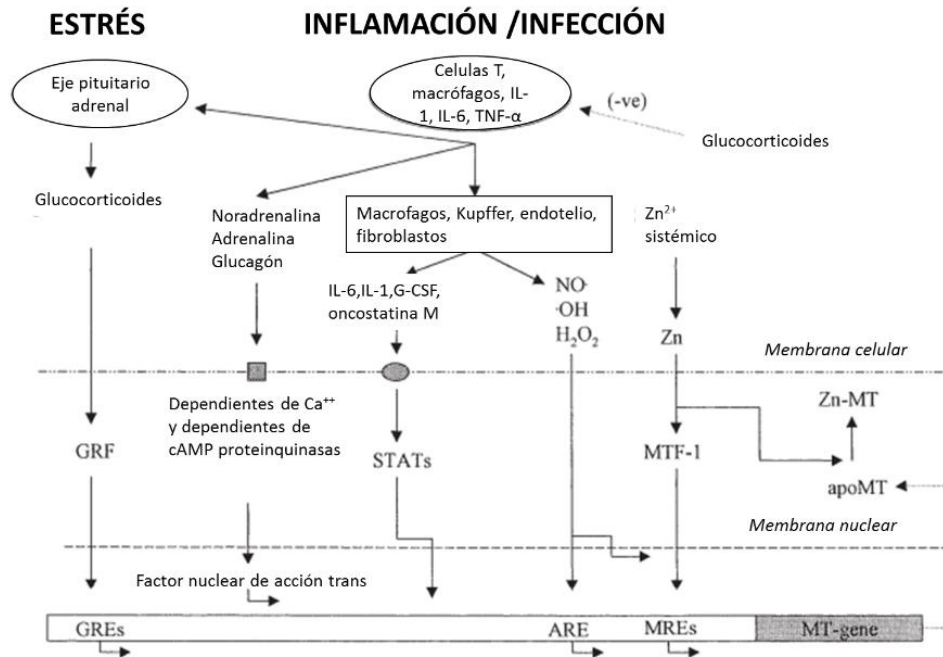 ESTRÉS
INFLAMACIÓN /INFECCIÓN
Eje pituitario
adrenal
Celulas T,
macrófagos, IL-
1, IL-6, TNF-α
(-ve)
Glucocorticoides
Glucocorticoides
Noradrenalina
Adrenalina
Glucagón
Macrofagos, Kupffer, endotelio,
fibroblastos
Zn²⁺
sistémico
IL-6,IL-1,G-CSF,
oncostatina M
NO·
·OH
H₂O₂
Zn
Membrana celular
Dependientes de Ca⁺⁺
y dependientes de
cAMP proteinquinasas
GRF
STATs
MTF-1
Zn-MT
apoMT
Membrana nuclear
Factor nuclear de acción trans
GREs
ARE
MREs
MT-gene